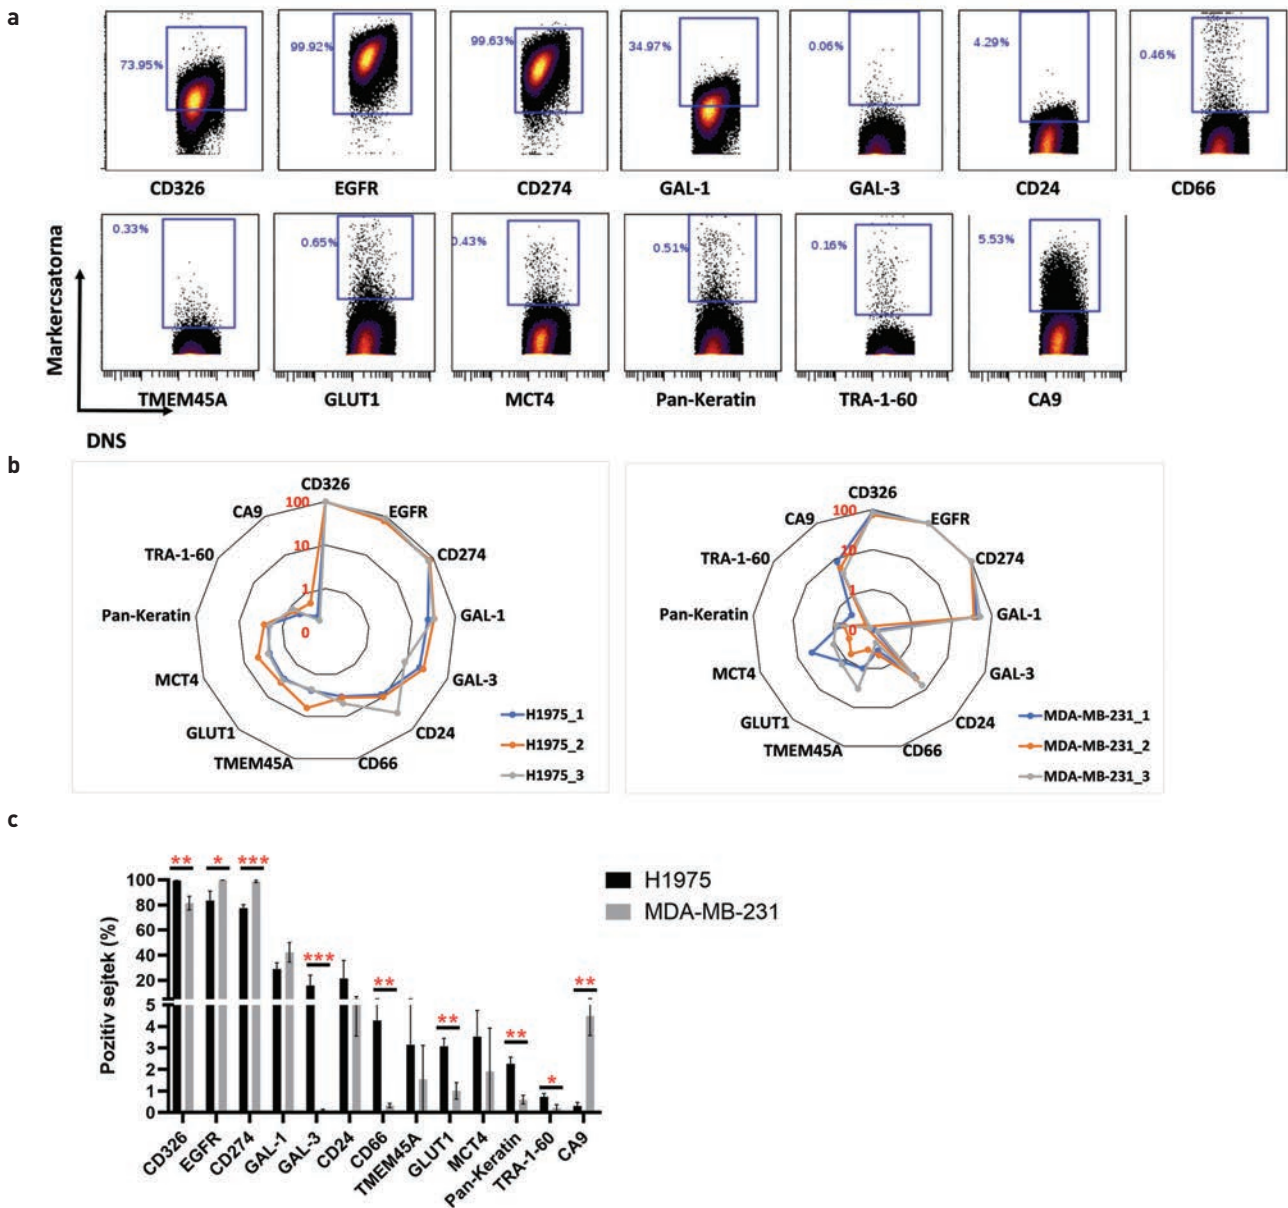 a
73.95%
99.92%
99.63%
34.97%
0.06%
4.29%
0.46%
CD326 EGFR CD274 GAL-1 GAL-3 CD24 CD66
0.33%
0.65%
0.43%
0.51%
0.16%
5.53%
Markercsatorna
TMEM45A GLUT1 MCT4 Pan-Keratin TRA-1-60 CA9
DNS
b
CD326
EGFR
CD274
GAL-1
GAL-3
CD24
CD66
TMEM45A
GLUT1
MCT4
Pan-Keratin
TRA-1-60
CA9
100
10
1
0
H1975_1
H1975_2
H1975_3
CD326
EGFR
CD274
GAL-1
GAL-3
CD24
CD66
TMEM45A
GLUT1
MCT4
Pan-Keratin
TRA-1-60
CA9
100
10
1
0
MDA-MB-231_1
MDA-MB-231_2
MDA-MB-231_3
c
** * *** *** ** ** ** * **
H1975
MDA-MB-231
Pozitív sejtek (%)
100
80
60
40
20
5
4
3
2
1
0
CD326
EGFR
CD274
GAL-1
GAL-3
CD24
CD66
TMEM45A
GLUT1
MCT4
Pan-Keratin
TRA-1-60
CA9